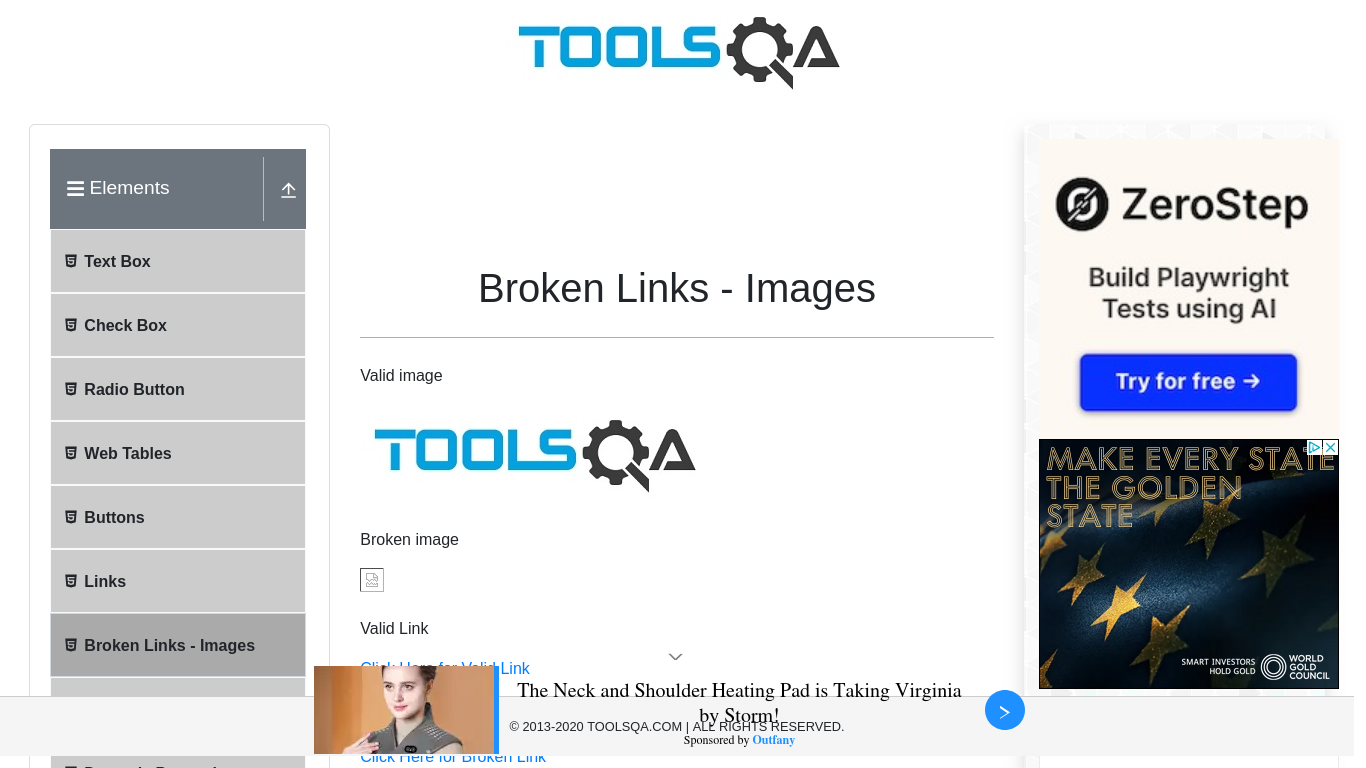 TOOLSQA
Elements
Text Box
Check Box
Radio Button
Web Tables
Buttons
Links
Broken Links - Images
Broken Links - Images
Valid image
TOOLSQA
Broken image
Valid Link
Click Here for Valid Link
Click Here for Broken Link
The Neck and Shoulder Heating Pad is Taking Virginia
by Storm!
Sponsored by Outfany
© 2013-2020 TOOLSQA.COM | ALL RIGHTS RESERVED.
ZeroStep
Build Playwright
Tests using AI
Try for free →
MAKE EVERY STATE
THE GOLDEN
STATE
SMART INVESTORS
HOLD GOLD
WORLD
GOLD
COUNCIL